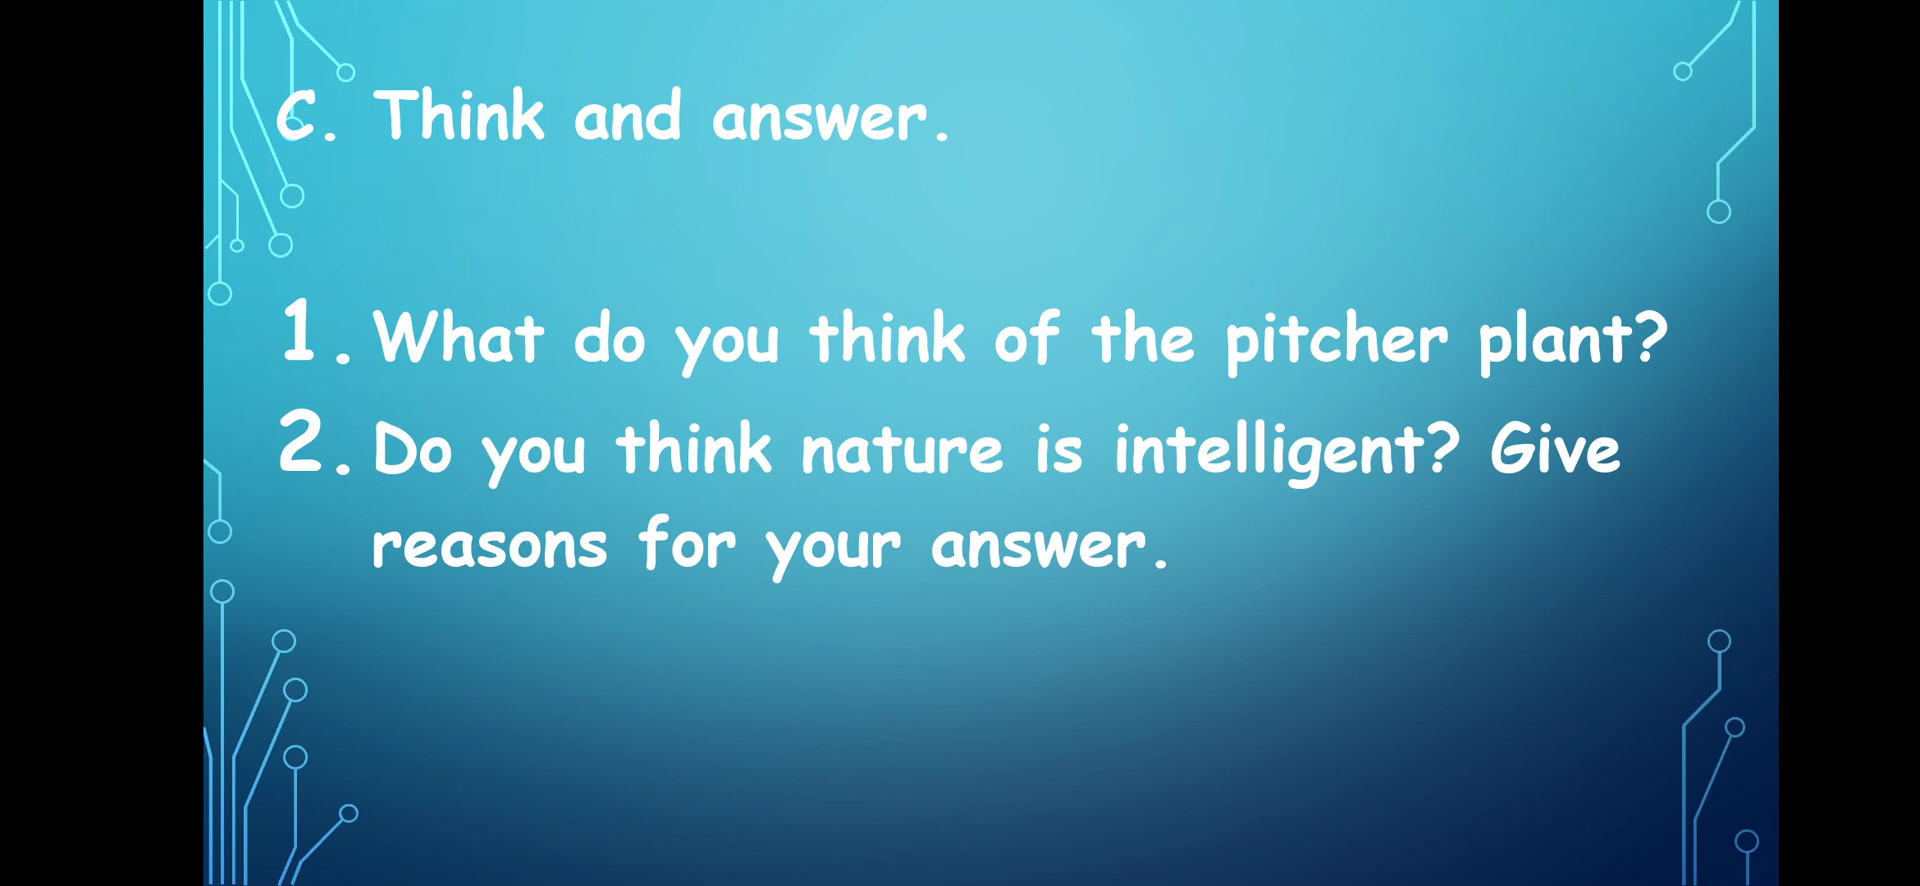 C. Think and answer.
1. What do you think of the pitcher plant?
2. Do you think nature is intelligent? Give
reasons for your answer.